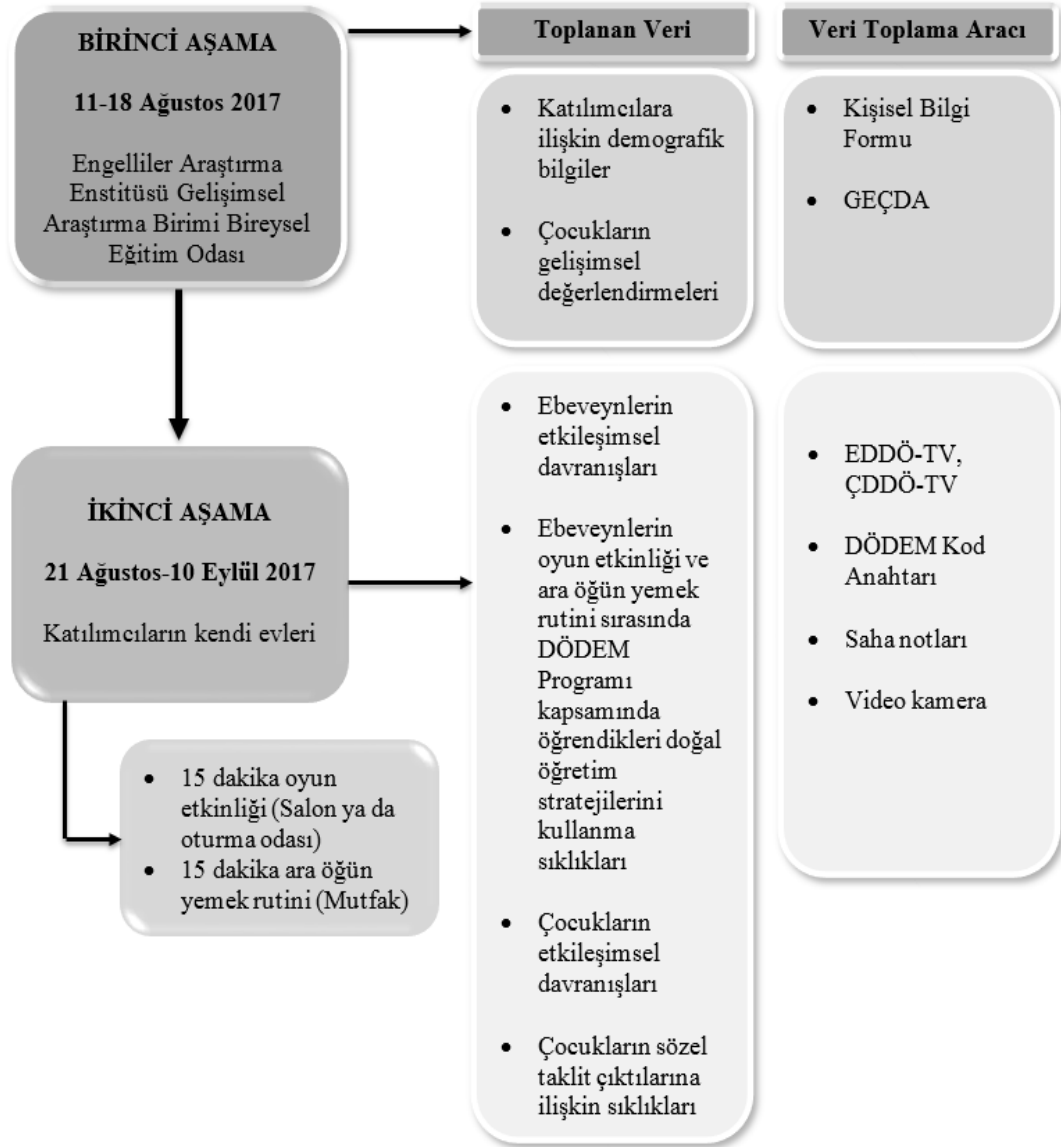 BİRİNCİ AŞAMA
11-18 Ağustos 2017
Engelliler Araştırma
Enstitüsü Gelişimsel
Araştırma Birimi Bireysel
Eğitim Odası
Toplanan Veri
Veri Toplama Aracı
• Katılımcılara
ilişkin demografik
bilgiler
• Çocukların
gelişimsel
değerlendirmeleri
• Kişisel Bilgi
Formu
• GEÇDA
İKİNCİ AŞAMA
21 Ağustos-10 Eylül 2017
Katılımcıların kendi evleri
• 15 dakika oyun
etkinliği (Salon ya da
oturma odası)
• 15 dakika ara öğün
yemek rutini (Mutfak)
• Ebeveynlerin
etkileşimsel
davranışları
• Ebeveynlerin
oyun etkinliği ve
ara öğün yemek
rutini sırasında
DÖDEM
Programı
kapsamında
öğrendikleri doğal
öğretim
stratejilerini
kullanma
sıklıkları
• Çocukların
etkileşimsel
davranışları
• Çocukların sözel
taklit çıktılarına
ilişkin sıklıkları
• EDDÖ-TV,
ÇDDÖ-TV
• DÖDEM Kod
Anahtarı
• Saha notları
• Video kamera